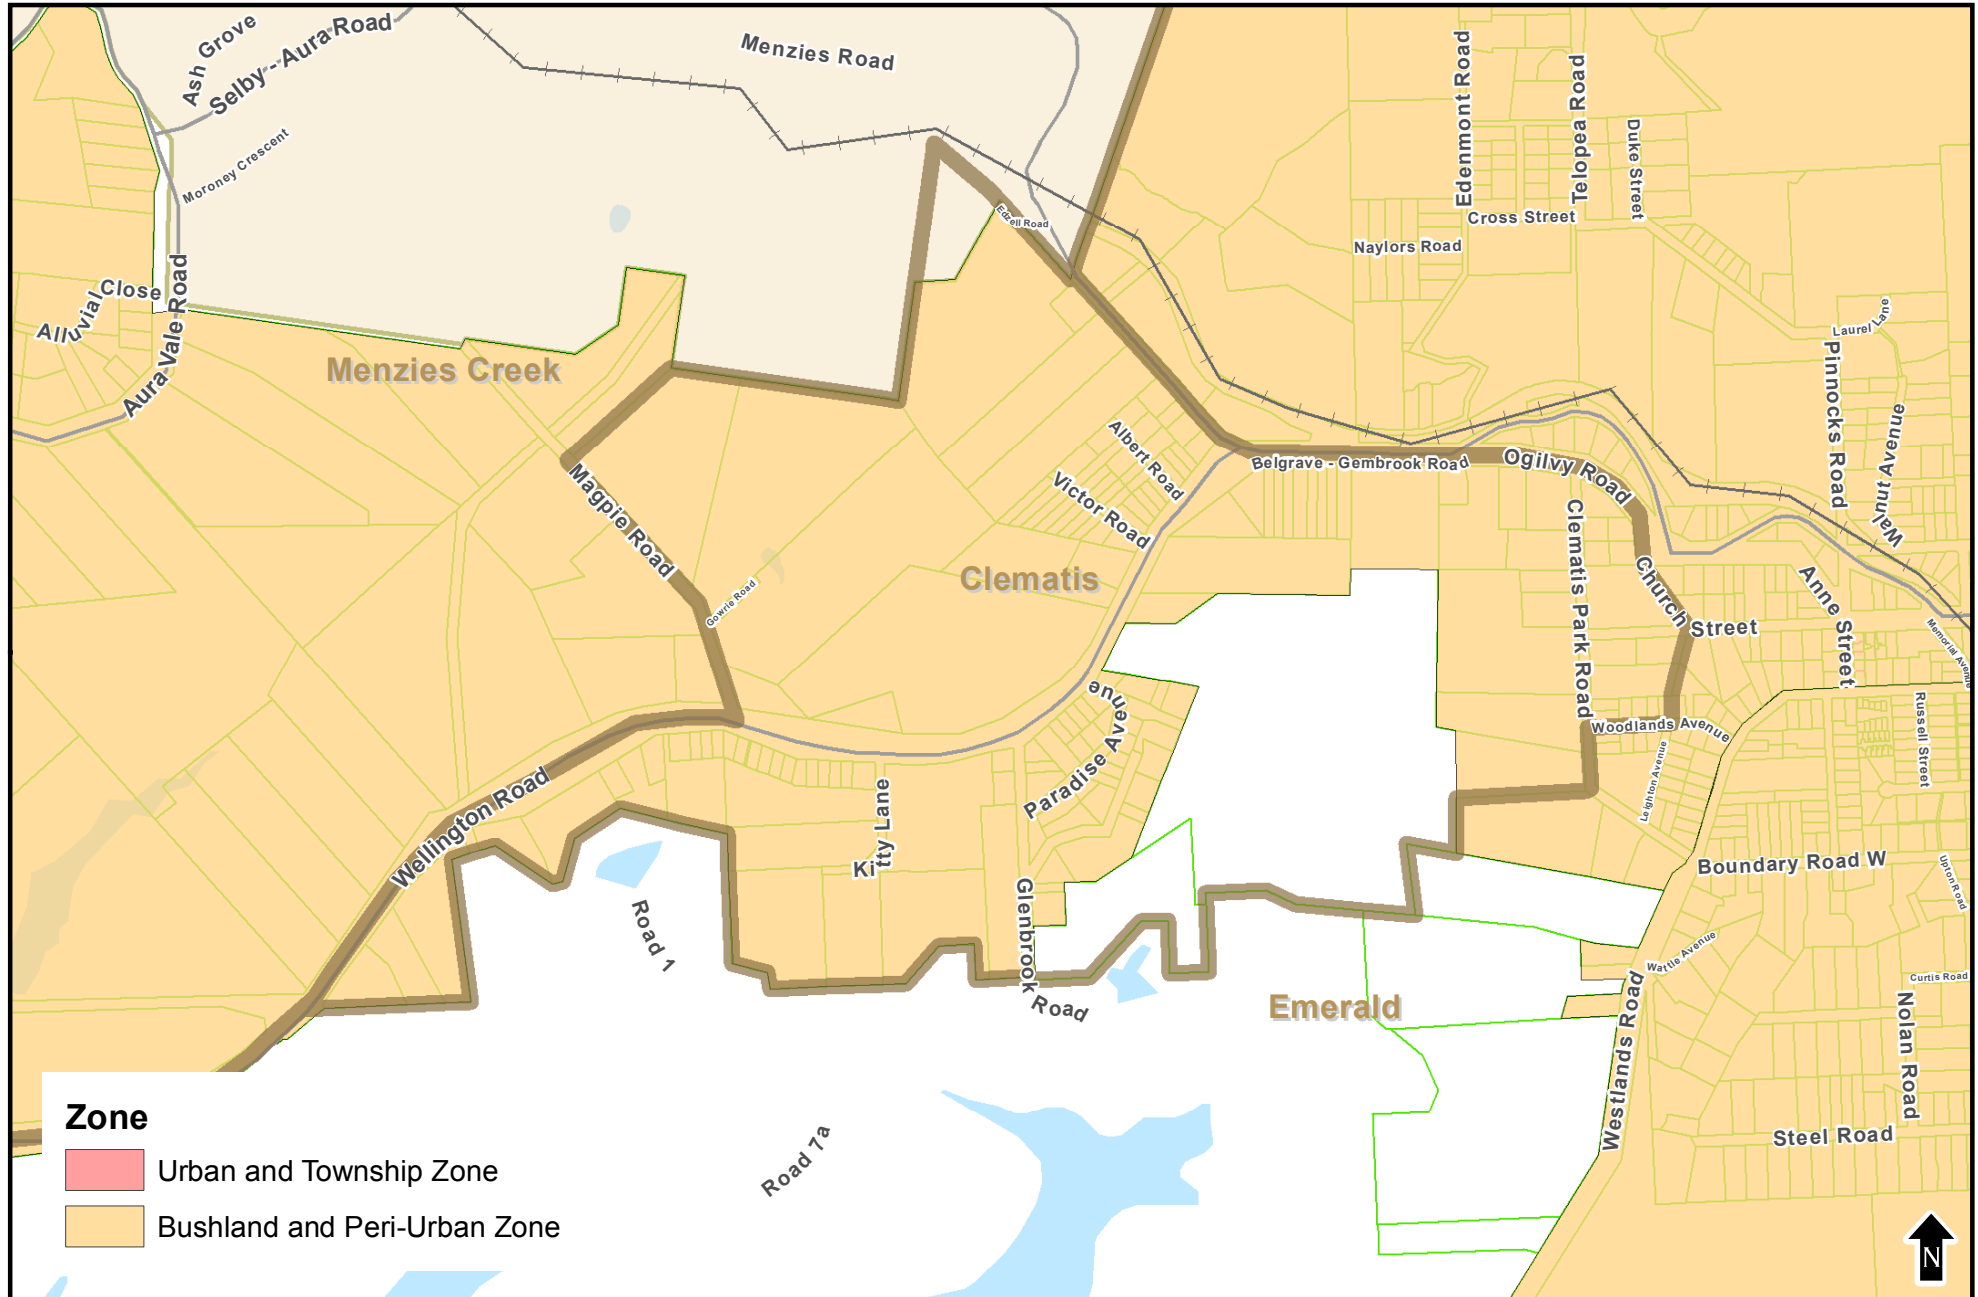 Ash Grove
Selby - Aura Road
Menzies Road
Moroney Crescent
Edenmont Road
Telopea Road
Duke Street
Cross Street
Naylors Road
Edzell Road
Alluvial Close
Aura Vale Road
Menzies Creek
Laurel Lane
Pinnocks Road
Walnut Avenue
Albert Road
Victor Road
Belgrave - Gembrook Road
Ogilvy Road
Magpie Road
Gowrie Road
Clematis
Clematis Park Road
Church Street
Anne Street
Memorial Avenue
Russell Street
Woodlands Avenue
Leighton Avenue
Paradise Avenue
Kitty Lane
Wellington Road
Boundary Road W
Upton Road
Glenbrook Road
Road 1
Wattle Avenue
Curtis Road
Emerald
Westlands Road
Nolan Road
Steel Road
Road 7a
Zone
Urban and Township Zone
Bushland and Peri-Urban Zone
N